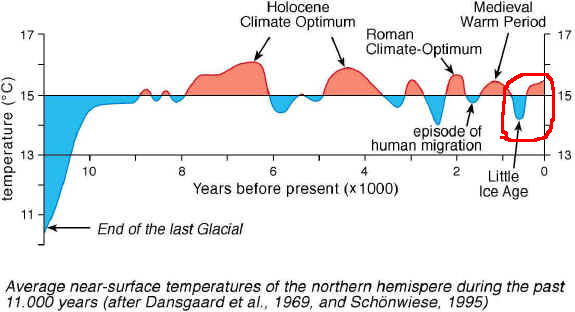 Holocene
Climate Optimum
Medieval
Warm Period
Roman
Climate-Optimum
17
15
13
11
17
15
13
temperature (°C)
episode of
human migration
Little
Ice Age
10
8
6
4
2
0
Years before present (x1000)
End of the last Glacial
Average near-surface temperatures of the northern hemispere during the past
11.000 years (after Dansgaard et al., 1969, and Schönwiese, 1995)